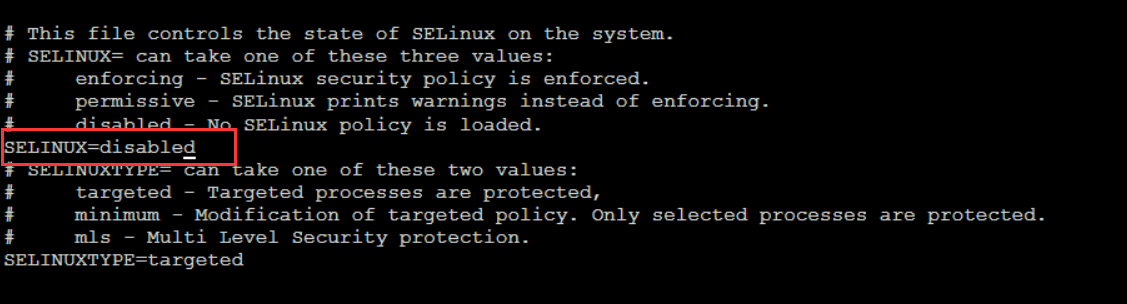 # This file controls the state of SELinux on the system.
# SELINUX= can take one of these three values:
#     enforcing - SELinux security policy is enforced.
#     permissive - SELinux prints warnings instead of enforcing.
#     disabled - No SELinux policy is loaded.
SELINUX=disabled
# SELINUXTYPE= can take one of these two values:
#     targeted - Targeted processes are protected,
#     minimum - Modification of targeted policy. Only selected processes are protected.
#     mls - Multi Level Security protection.
SELINUXTYPE=targeted